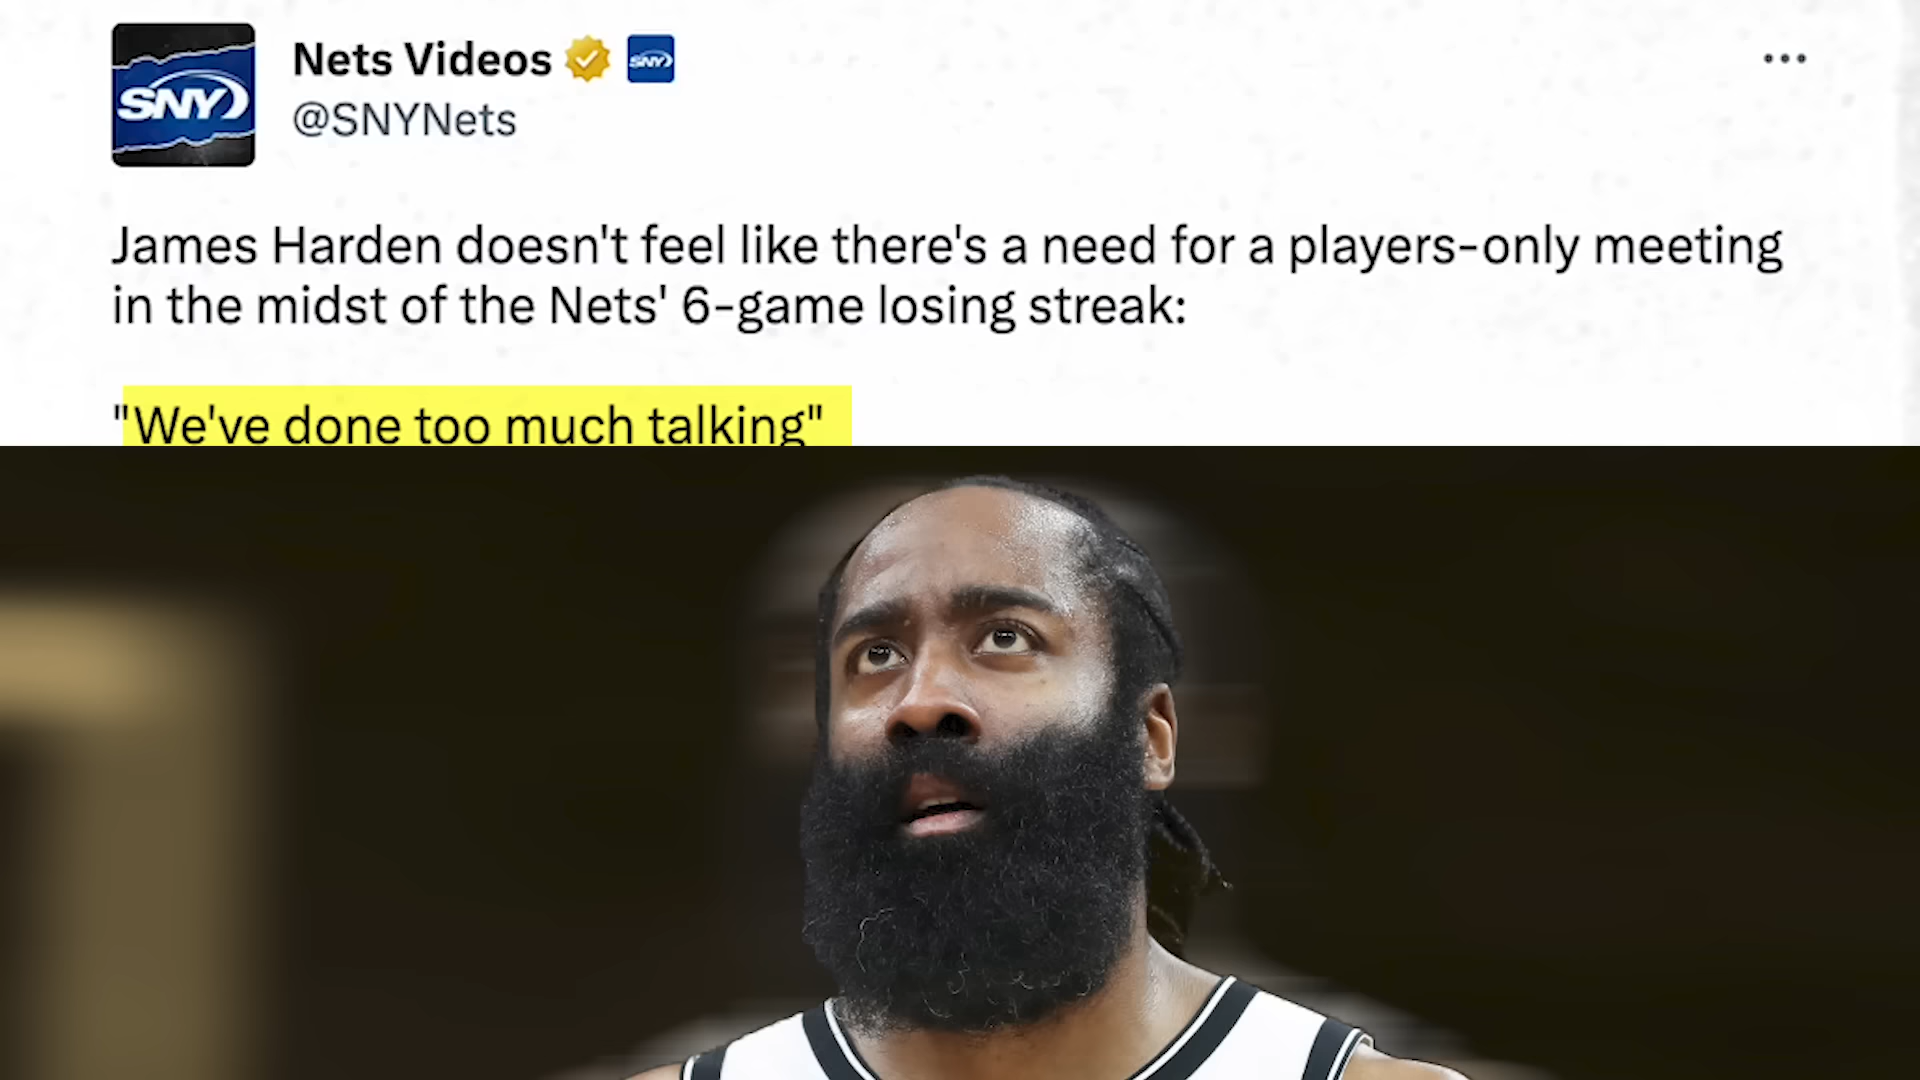 SNY
Nets Videos
SNY
@SNYNets
James Harden doesn't feel like there's a need for a players-only meeting
in the midst of the Nets' 6-game losing streak:
"We've done too much talking"